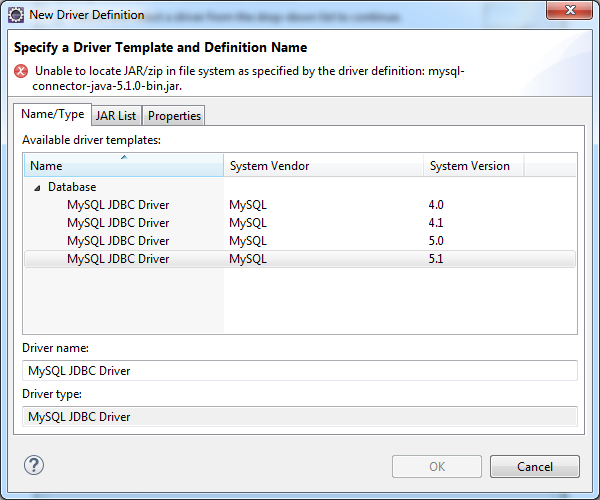 New Driver Definition
Specify a Driver Template and Definition Name
Unable to locate JAR/zip in file system as specified by the driver definition: mysql-
connector-java-5.1.0-bin.jar.
Name/Type JAR List Properties
Available driver templates:
Name System Vendor System Version
Database
MySQL JDBC Driver MySQL 4.0
MySQL JDBC Driver MySQL 4.1
MySQL JDBC Driver MySQL 5.0
MySQL JDBC Driver MySQL 5.1
Driver name:
MySQL JDBC Driver
Driver type:
MySQL JDBC Driver
? OK Cancel